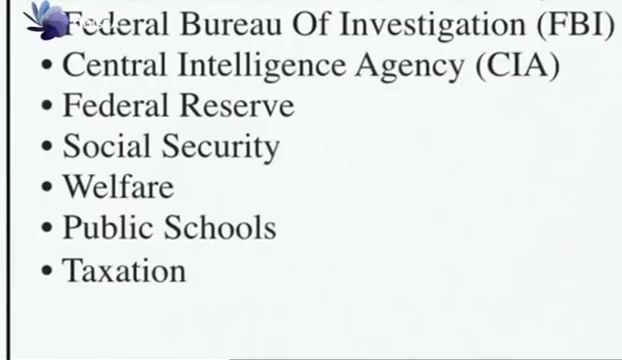 Federal Bureau Of Investigation (FBI)
• Central Intelligence Agency (CIA)
• Federal Reserve
• Social Security
• Welfare
• Public Schools
• Taxation